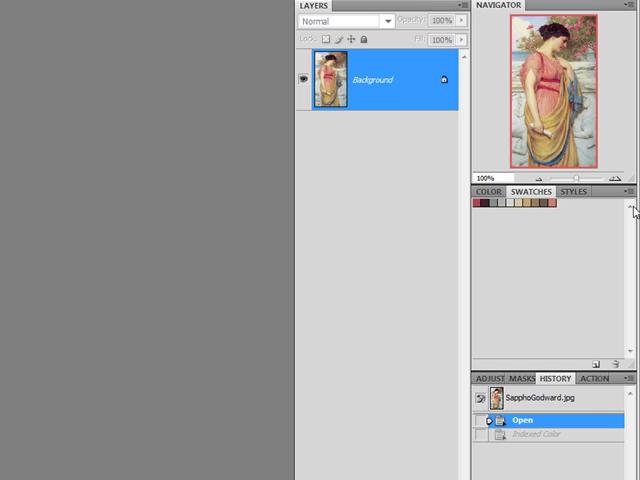 LAYERS
Normal
Opacity: 100%
Lock:
Fill: 100%
Background
NAVIGATOR
100%
COLOR SWATCHES STYLES
ADJUST MASKS HISTORY ACTION
SapphoGodward.jpg
Open
Indexed Color